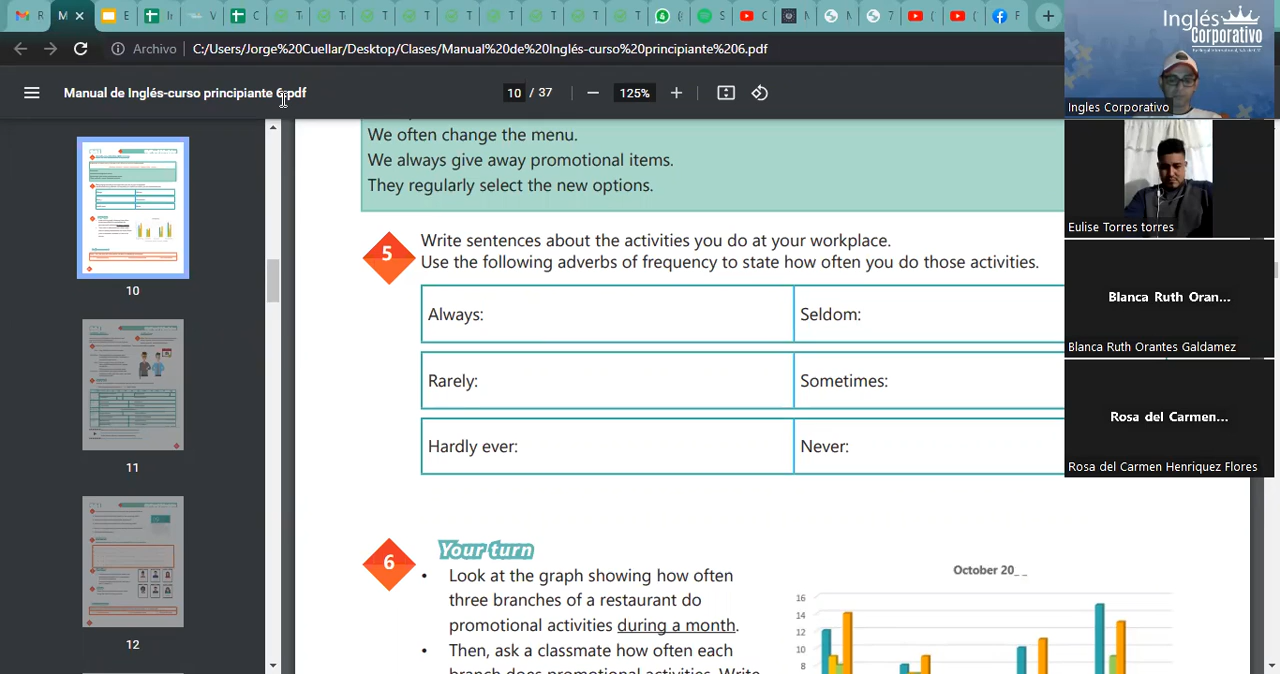 Archivo
C:/Users/Jorge%20Cuellar/Desktop/Clases/Manual%20de%20Inglés-curso%20principiante%206.pdf
Manual de Inglés-curso principiante 6.pdf
10 / 37
125%
10
11
12
We often change the menu.
We always give away promotional items.
They regularly select the new options.
5
Write sentences about the activities you do at your workplace.
Use the following adverbs of frequency to state how often you do those activities.
Always:
Seldom:
Rarely:
Sometimes:
Hardly ever:
Never:
6
Your turn
• Look at the graph showing how often
three branches of a restaurant do
promotional activities during a month.
• Then, ask a classmate how often each
branch does promotional activities. Write
October 20_ _
16
14
12
10
8
Inglés
Corporativo
Ingles Corporativo
Eulise Torres torres
Blanca Ruth Oran...
Blanca Ruth Orantes Galdamez
Rosa del Carmen...
Rosa del Carmen Henriquez Flores